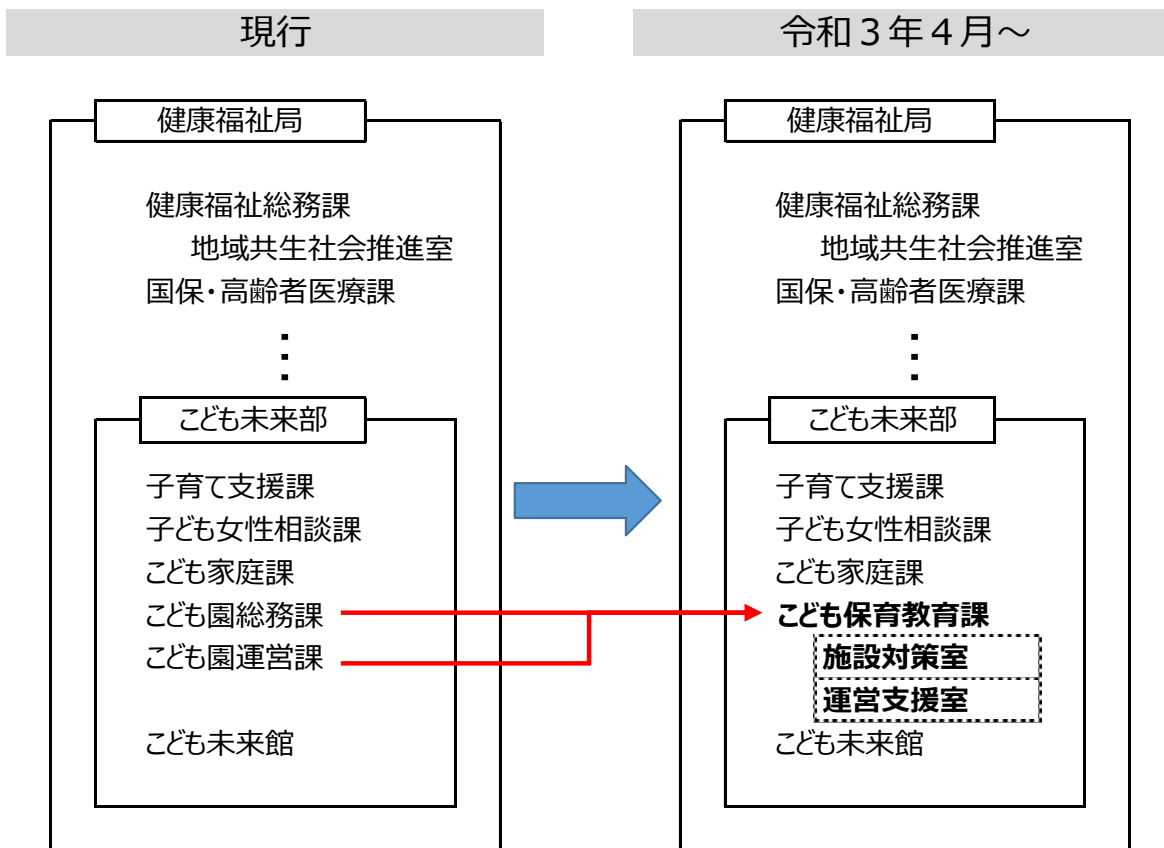 現行
健康福祉局
健康福祉総務課
地域共生社会推進室
国保・高齢者医療課
こども未来部
子育て支援課
子ども女性相談課
こども家庭課
こども園総務課
こども園運営課
こども未来館
令和３年４月～
健康福祉局
健康福祉総務課
地域共生社会推進室
国保・高齢者医療課
こども未来部
子育て支援課
子ども女性相談課
こども家庭課
こども保育教育課
施設対策室
運営支援室
こども未来館